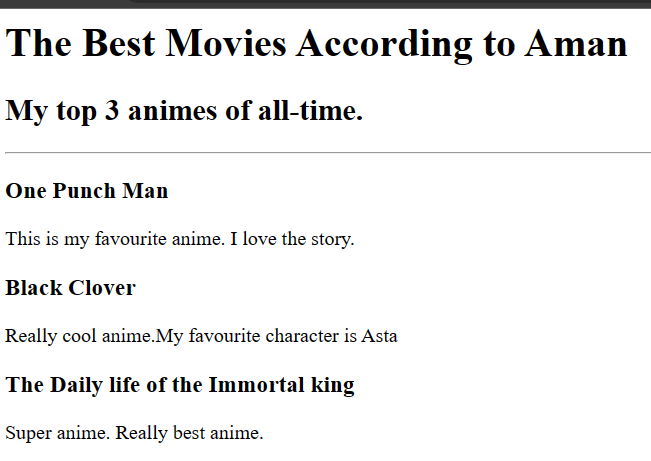 The Best Movies According to Aman
My top 3 animes of all-time.
One Punch Man
This is my favourite anime. I love the story.
Black Clover
Really cool anime.My favourite character is Asta
The Daily life of the Immortal king
Super anime. Really best anime.